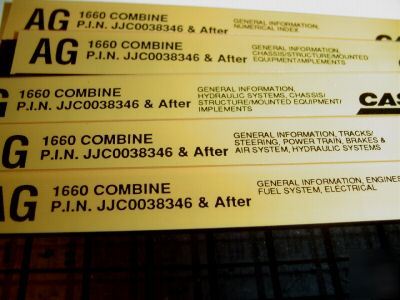 AG 1660 COMBINE
P.I.N. JJC0038346 & After
GENERAL INFORMATION,
NUMERICAL INDEX
AG 1660 COMBINE
P.I.N. JJC0038346 & After
GENERAL INFORMATION,
CHASSIS/STRUCTURE/MOUNTED
EQUIPMENT/IMPLEMENTS
AG 1660 COMBINE
P.I.N. JJC0038346 & After
GENERAL INFORMATION,
HYDRAULIC SYSTEMS, CHASSIS/
STRUCTURE/MOUNTED EQUIPMENT/
IMPLEMENTS
CAS
AG 1660 COMBINE
P.I.N. JJC0038346 & After
GENERAL INFORMATION, TRACKS/
STEERING, POWER TRAIN, BRAKES &
AIR SYSTEM, HYDRAULIC SYSTEMS
AG 1660 COMBINE
P.I.N. JJC0038346 & After
GENERAL INFORMATION, ENGINES
FUEL SYSTEM, ELECTRICAL